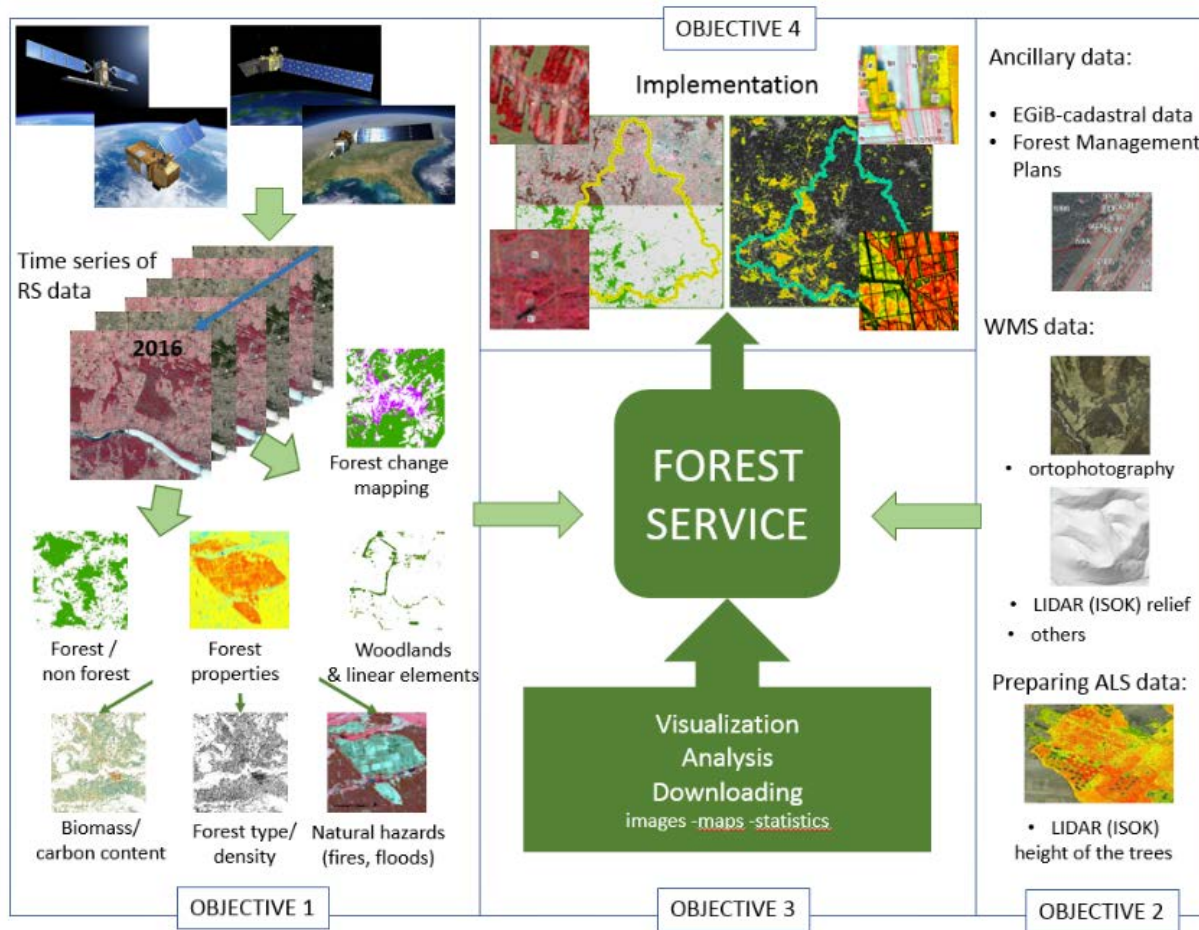 OBJECTIVE 4
Implementation
Time series of
RS data
2016
Forest change
mapping
Forest /
non forest
Forest
properties
Woodlands
& linear elements
Biomass/
carbon content
Forest type/
density
Natural hazards
(fires, floods)
OBJECTIVE 1
FOREST
SERVICE
Visualization
Analysis
Downloading
images -maps -statistics
OBJECTIVE 3
Ancillary data:
• EGiB-cadastral data
• Forest Management
Plans
WMS data:
• ortophotography
• LIDAR (ISOK) relief
• others
Preparing ALS data:
• LIDAR (ISOK)
height of the trees
OBJECTIVE 2